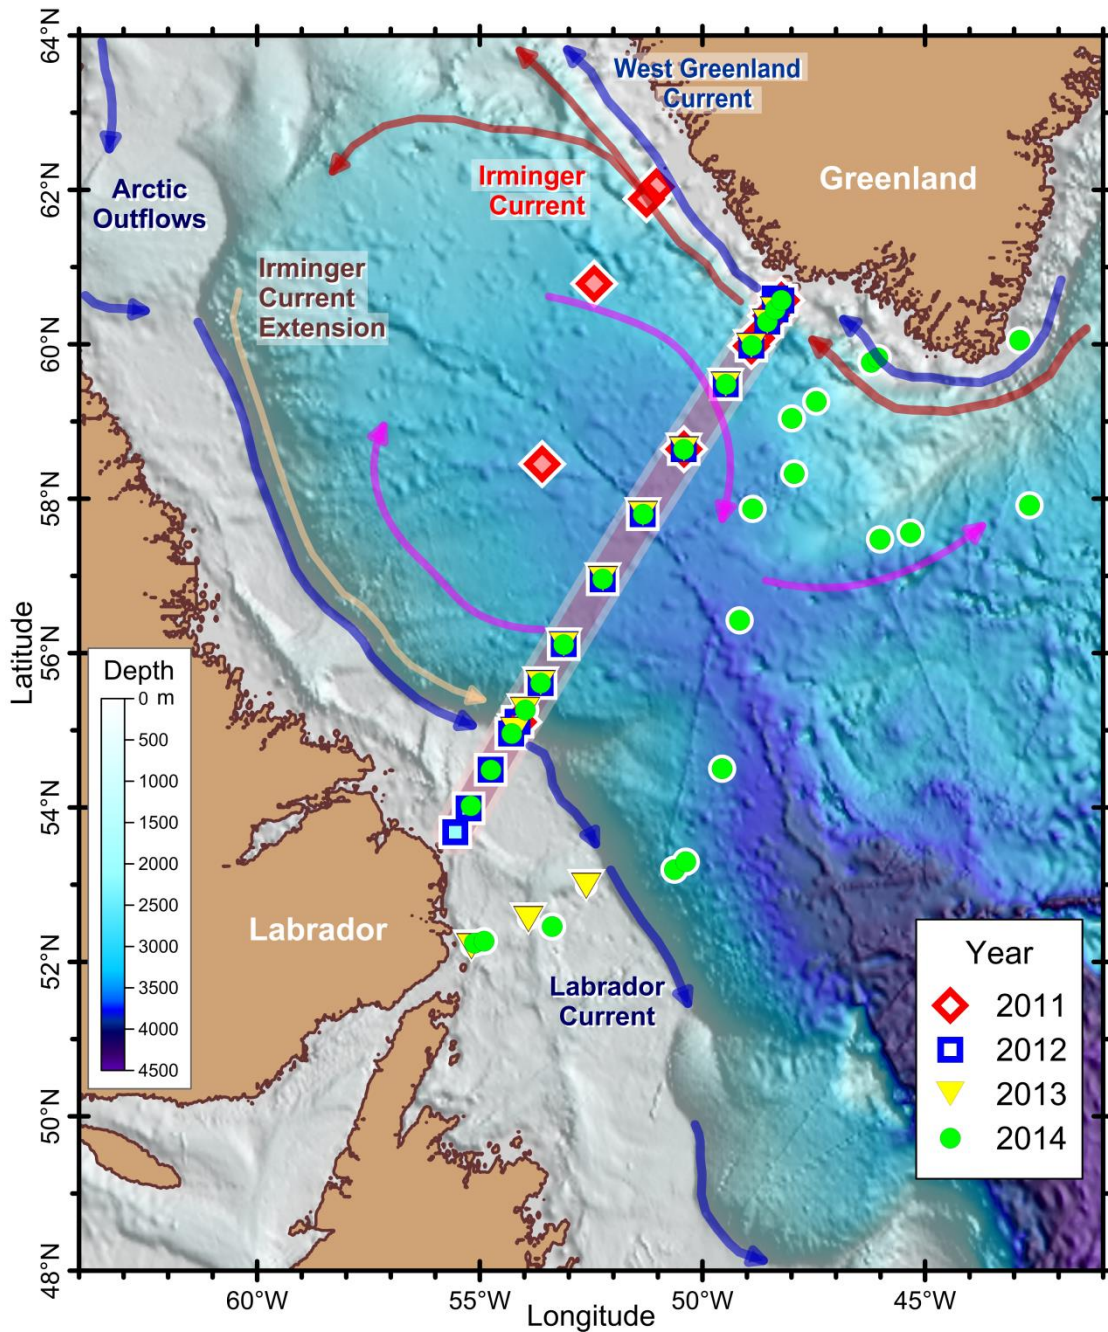 64°N
62°N
60°N
58°N
56°N
54°N
52°N
50°N
48°N
Latitude
West Greenland
Current
Irminger
Current
Greenland
Arctic
Outflows
Irminger
Current
Extension
Depth
0 m
500
1000
1500
2000
2500
3000
3500
4000
4500
Labrador
Labrador
Current
Year
2011
2012
2013
2014
60°W
55°W
50°W
45°W
Longitude